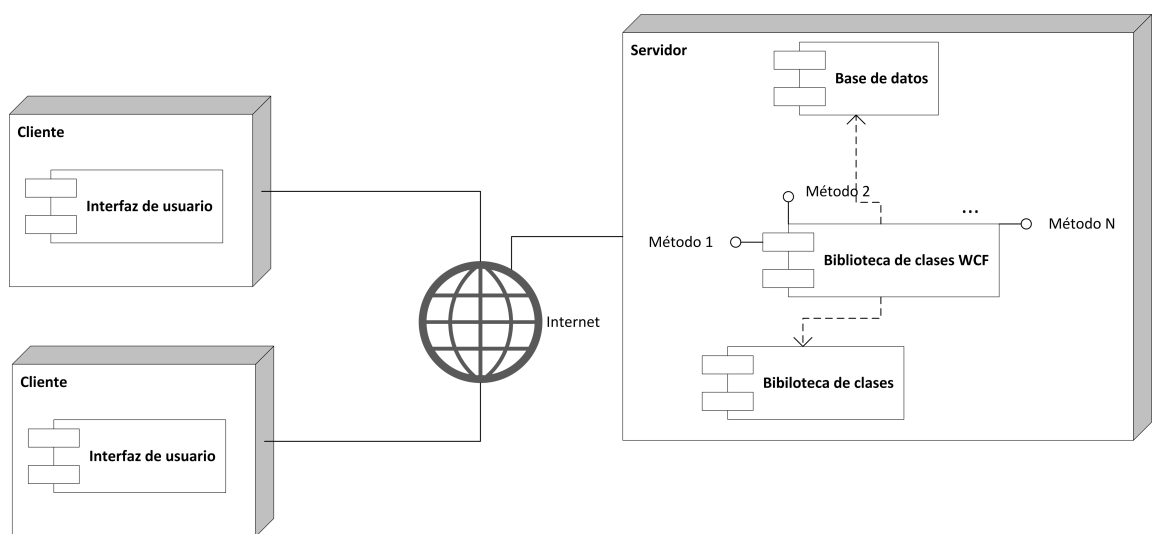 Cliente
Interfaz de usuario
Cliente
Interfaz de usuario
Internet
Servidor
Base de datos
Método 2
...
Método 1
Método N
Biblioteca de clases WCF
Bibiloteca de clases